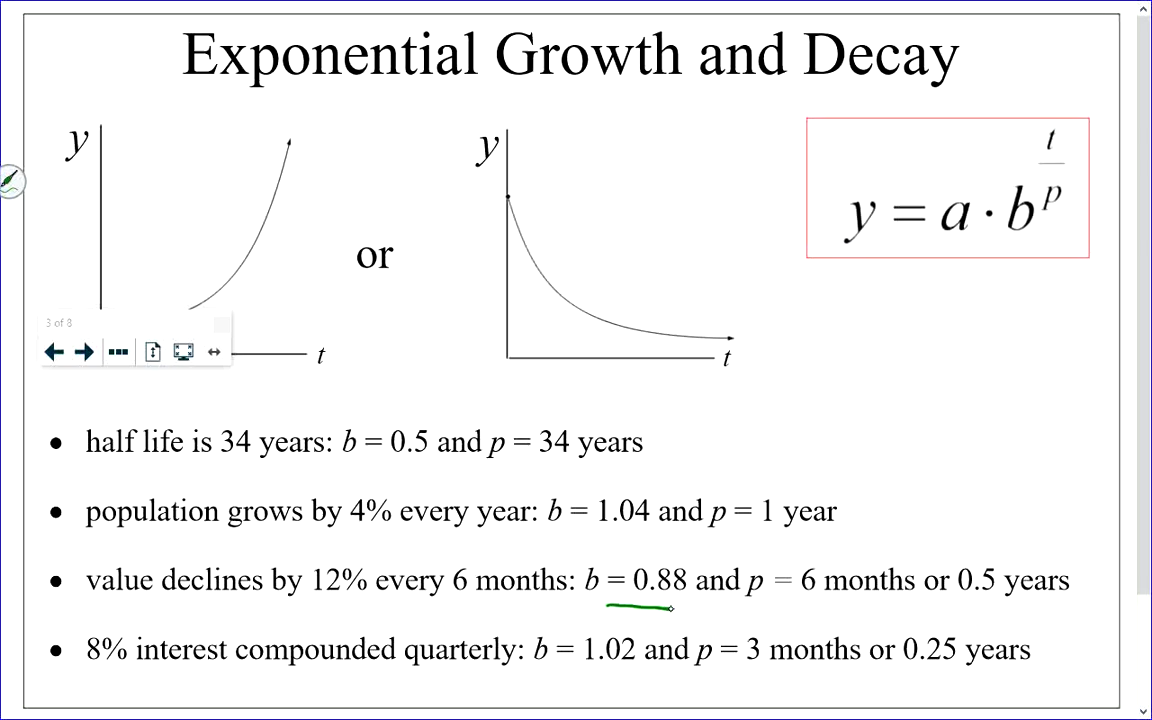 Exponential Growth and Decay
y
t
y
or
t
y = a · b^(t/p)
3 of 8
• half life is 34 years: b = 0.5 and p = 34 years
• population grows by 4% every year: b = 1.04 and p = 1 year
• value declines by 12% every 6 months: b = 0.88 and p = 6 months or 0.5 years
• 8% interest compounded quarterly: b = 1.02 and p = 3 months or 0.25 years